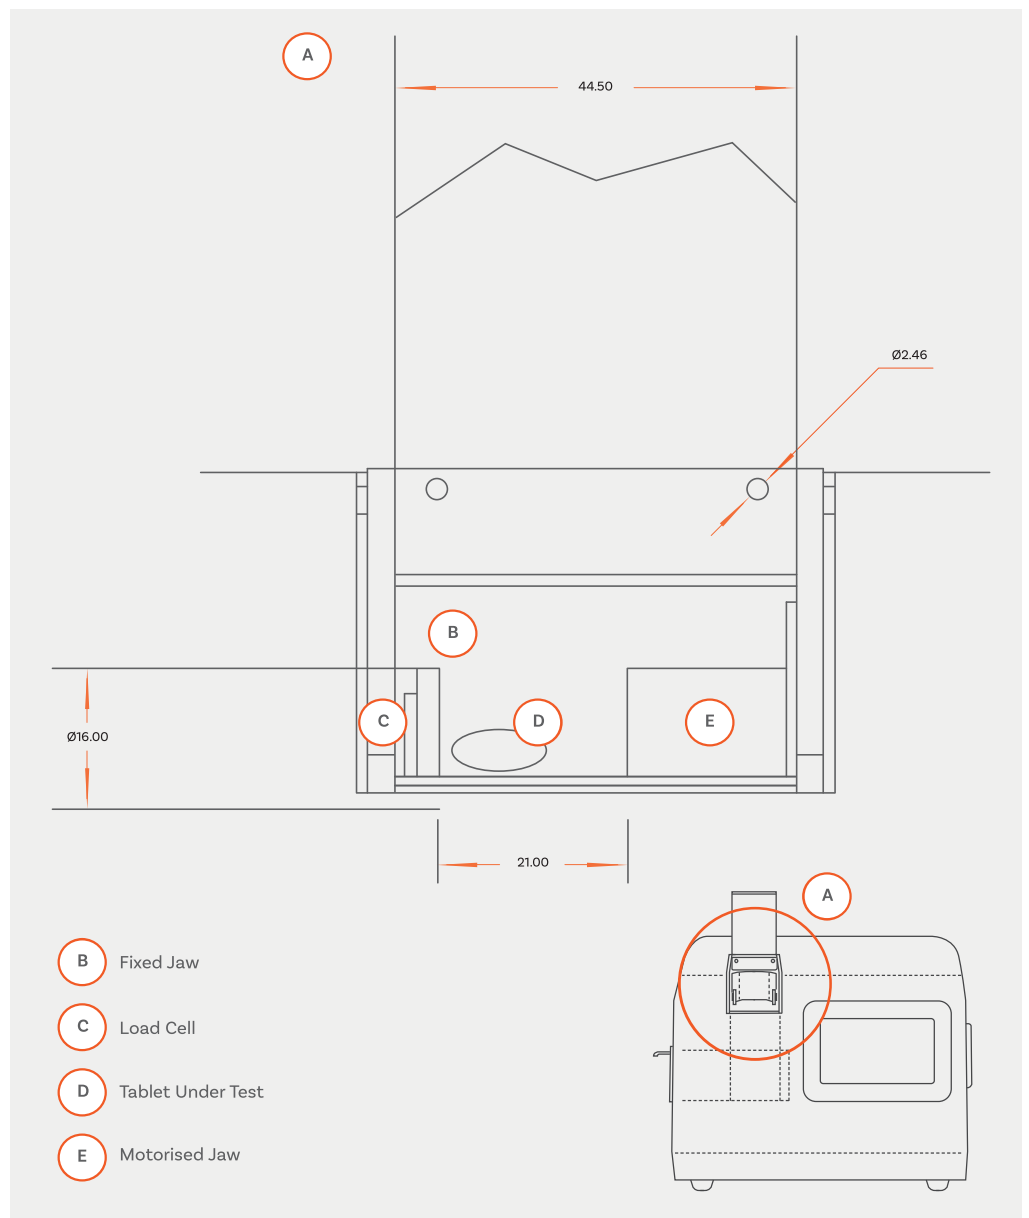 A
44.50
Ø2.46
B
C
D
E
Ø16.00
21.00
A
B Fixed Jaw
C Load Cell
D Tablet Under Test
E Motorised Jaw